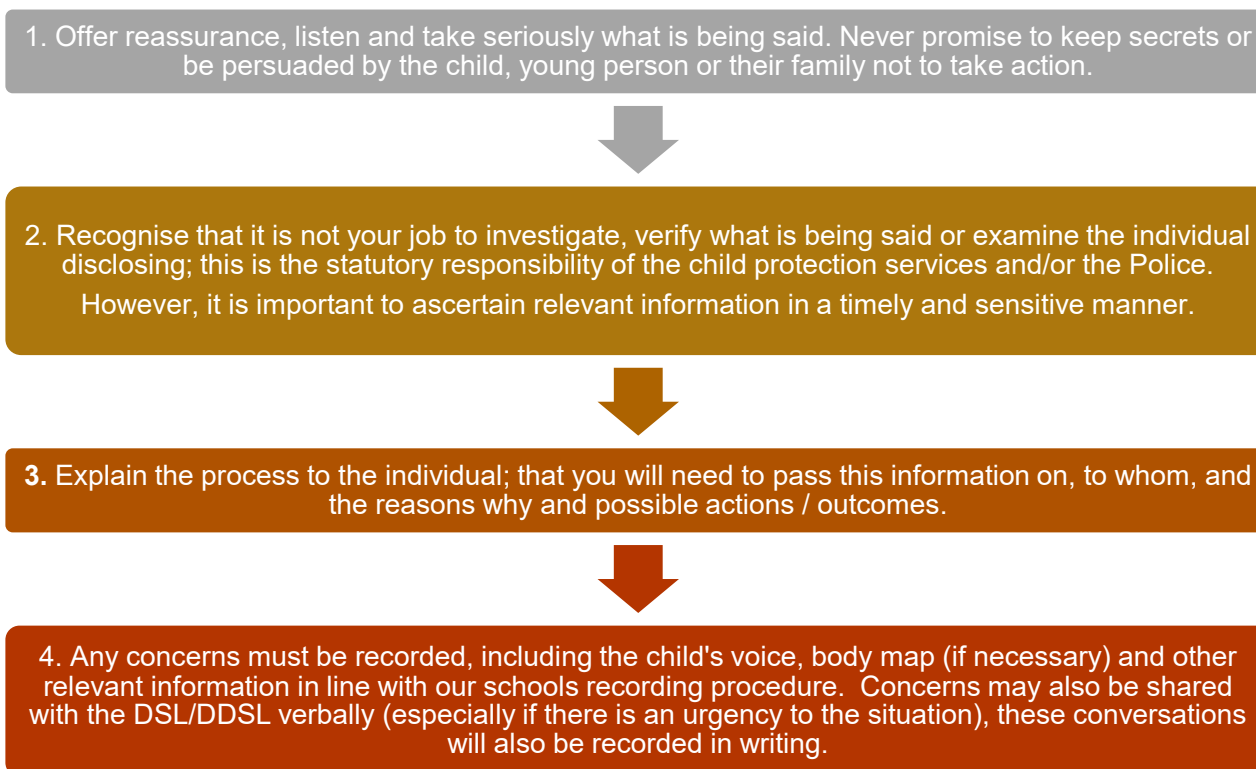 1. Offer reassurance, listen and take seriously what is being said. Never promise to keep secrets or
be persuaded by the child, young person or their family not to take action.
2. Recognise that it is not your job to investigate, verify what is being said or examine the individual
disclosing; this is the statutory responsibility of the child protection services and/or the Police.
However, it is important to ascertain relevant information in a timely and sensitive manner.
3. Explain the process to the individual; that you will need to pass this information on, to whom, and
the reasons why and possible actions / outcomes.
4. Any concerns must be recorded, including the child's voice, body map (if necessary) and other
relevant information in line with our schools recording procedure.  Concerns may also be shared
with the DSL/DDSL verbally (especially if there is an urgency to the situation), these conversations
will also be recorded in writing.